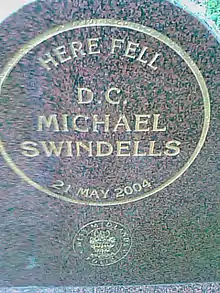 HERE FELL
D.C.
MICHAEL
SWINDELLS
21 MAY 2004